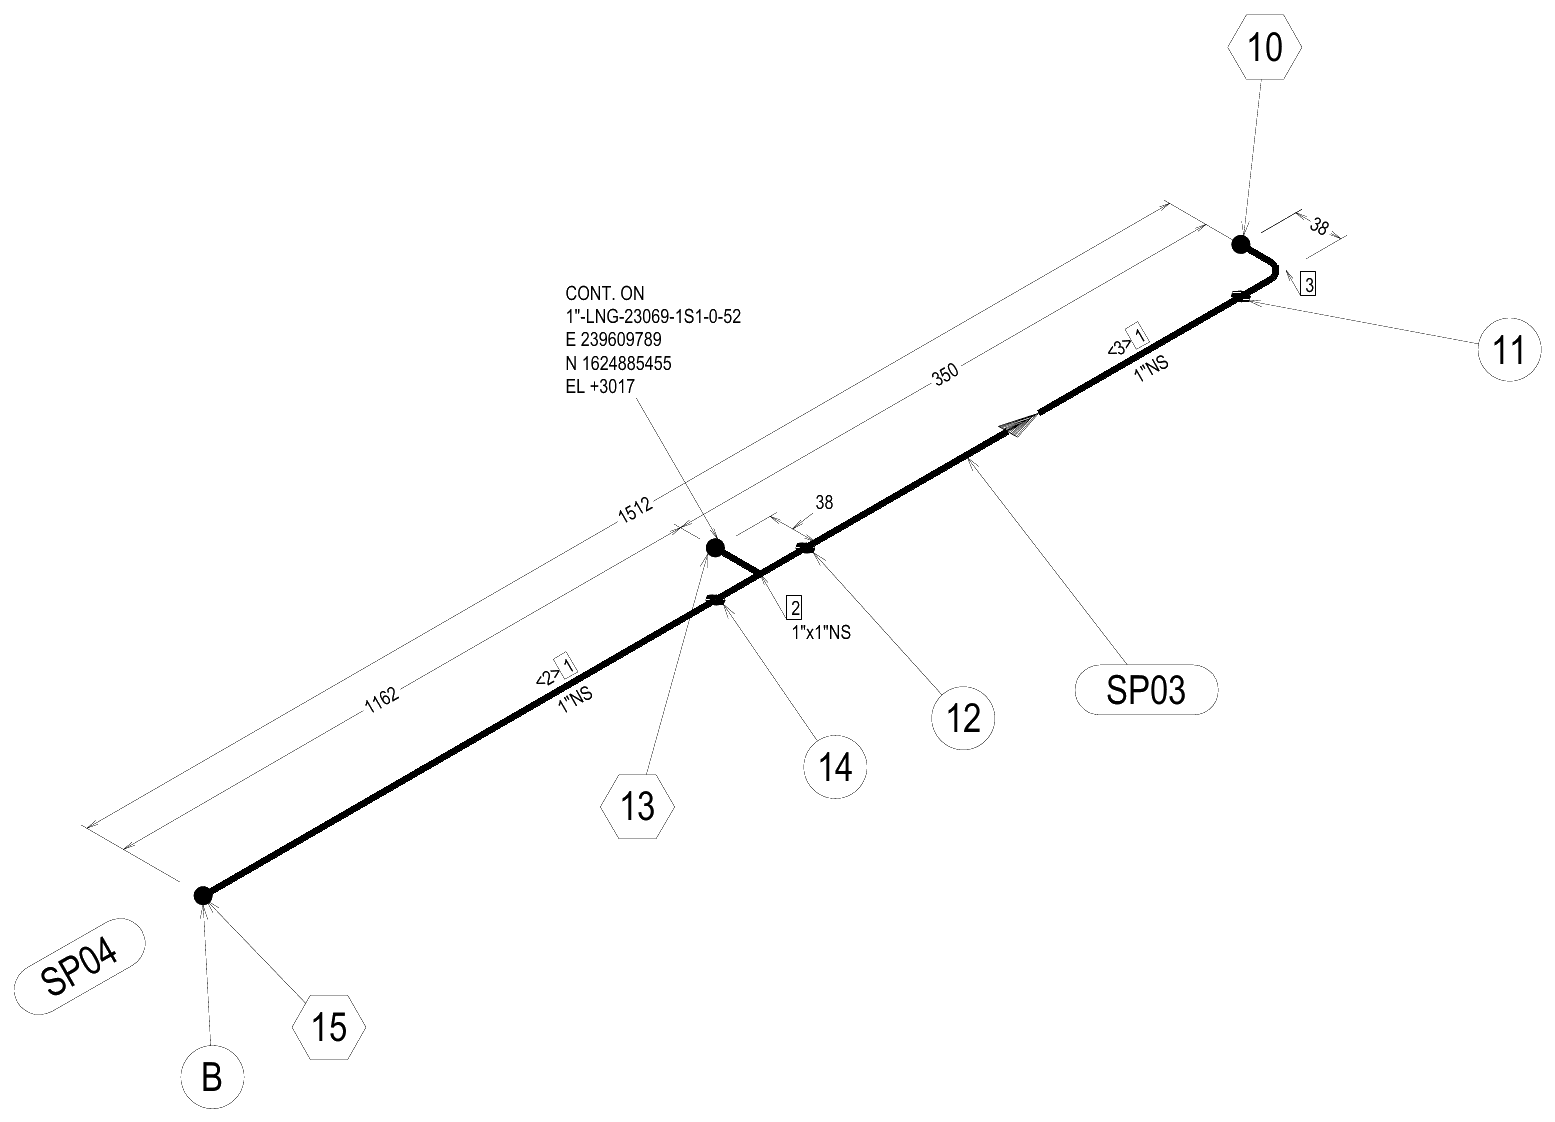 10
38
3
CONT. ON
1"-LNG-23069-1S1-0-52
E 239609789
N 1624885455
EL +3017
<3> 1
1"NS
11
350
1512
38
2
1"x1"NS
<2> 1
1"NS
1162
SP03
12
14
13
SP04
15
B